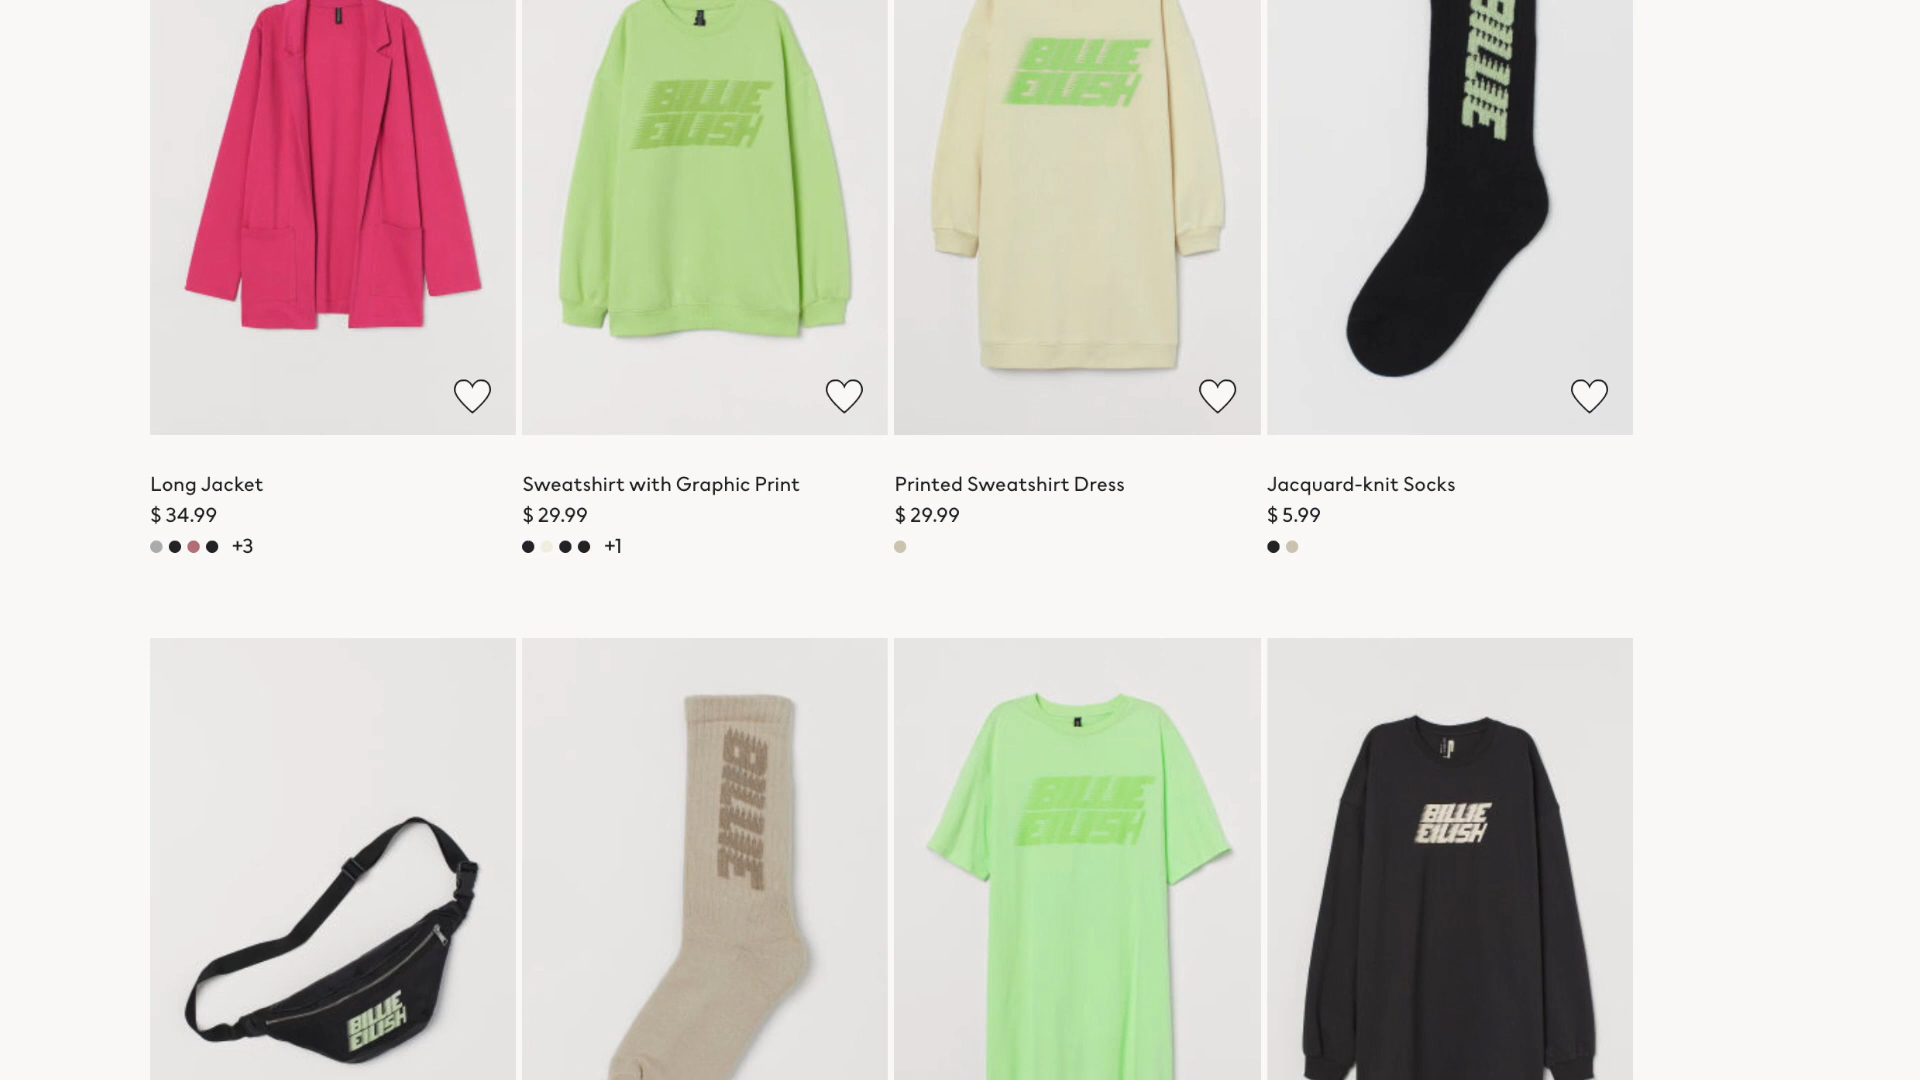 BILLIE
EILISH
BILLIE
EILISH
BILLIE
Long Jacket
$ 34.99
+3
Sweatshirt with Graphic Print
$ 29.99
+1
Printed Sweatshirt Dress
$ 29.99
Jacquard-knit Socks
$ 5.99
BILLIE
EILISH
BILLIE
BILLIE
EILISH
BILLIE
EILISH